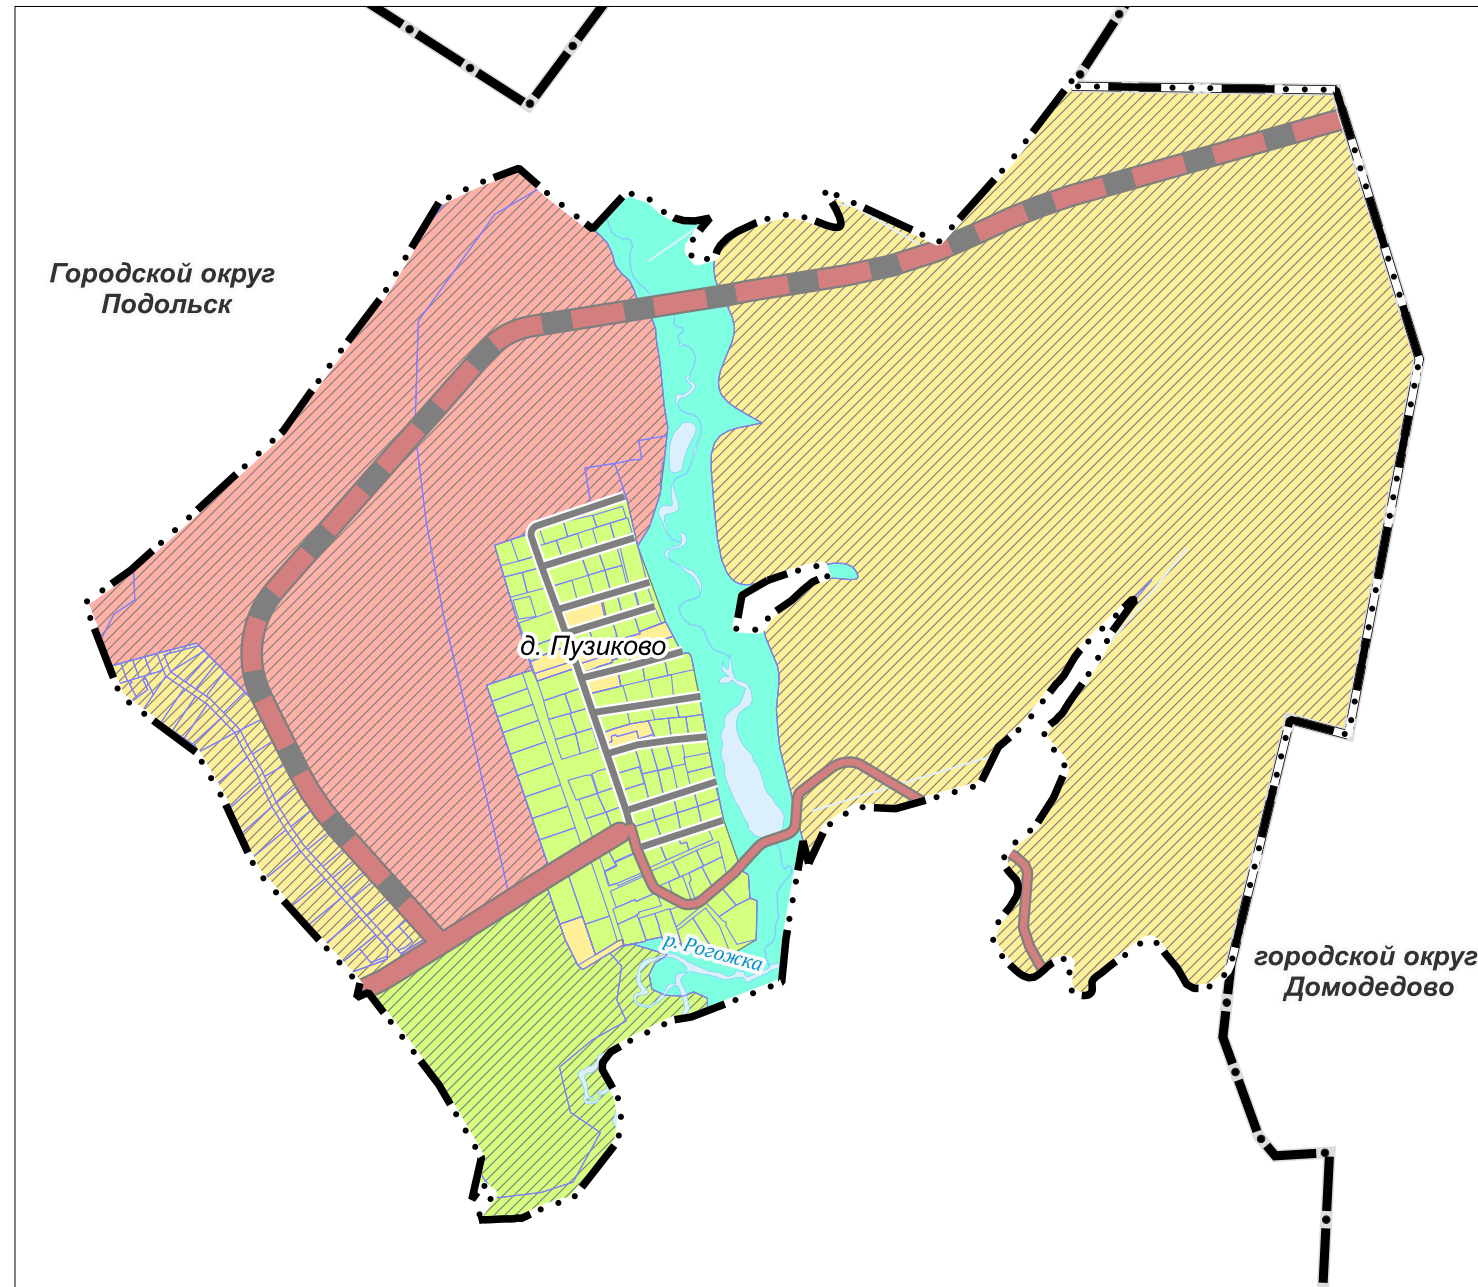 Городской округ
Подольск
д. Пузиково
р. Рогожка
городской округ
Домодедово